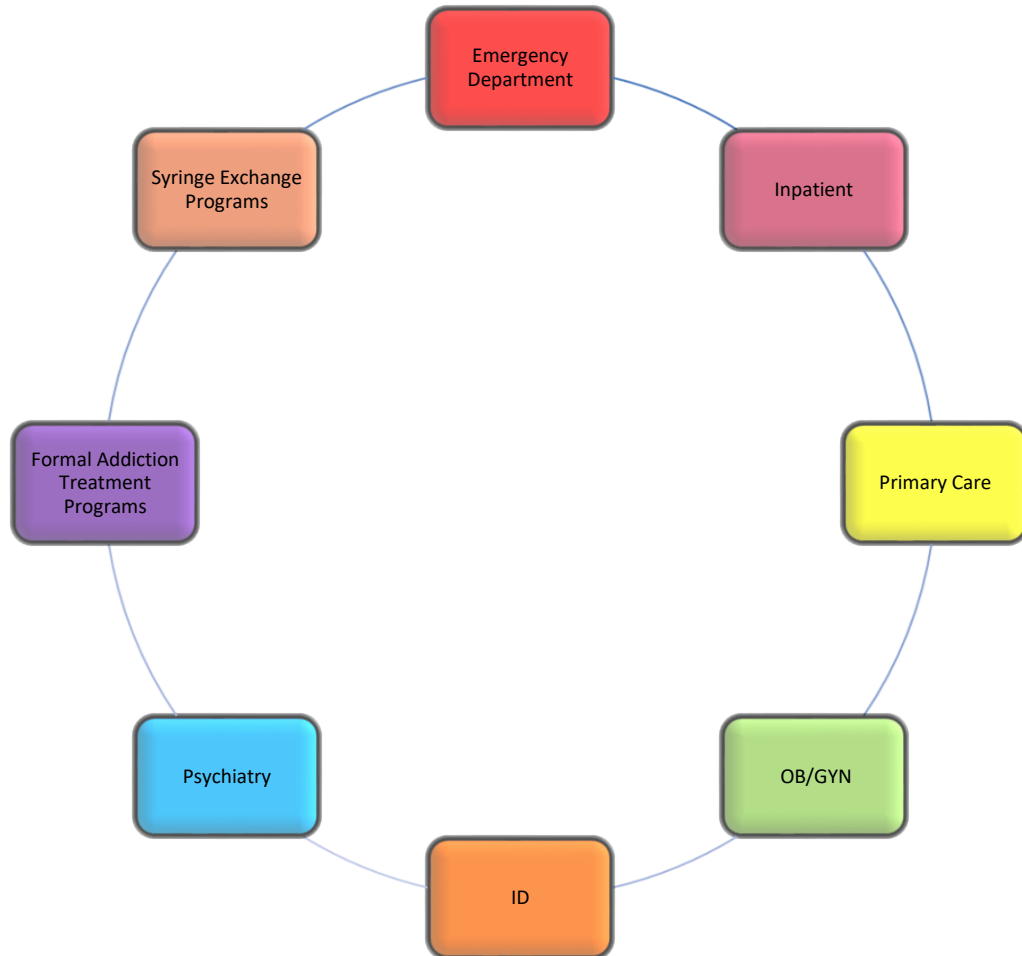 Emergency
Department
Inpatient
Primary Care
OB/GYN
ID
Psychiatry
Formal Addiction
Treatment
Programs
Syringe Exchange
Programs